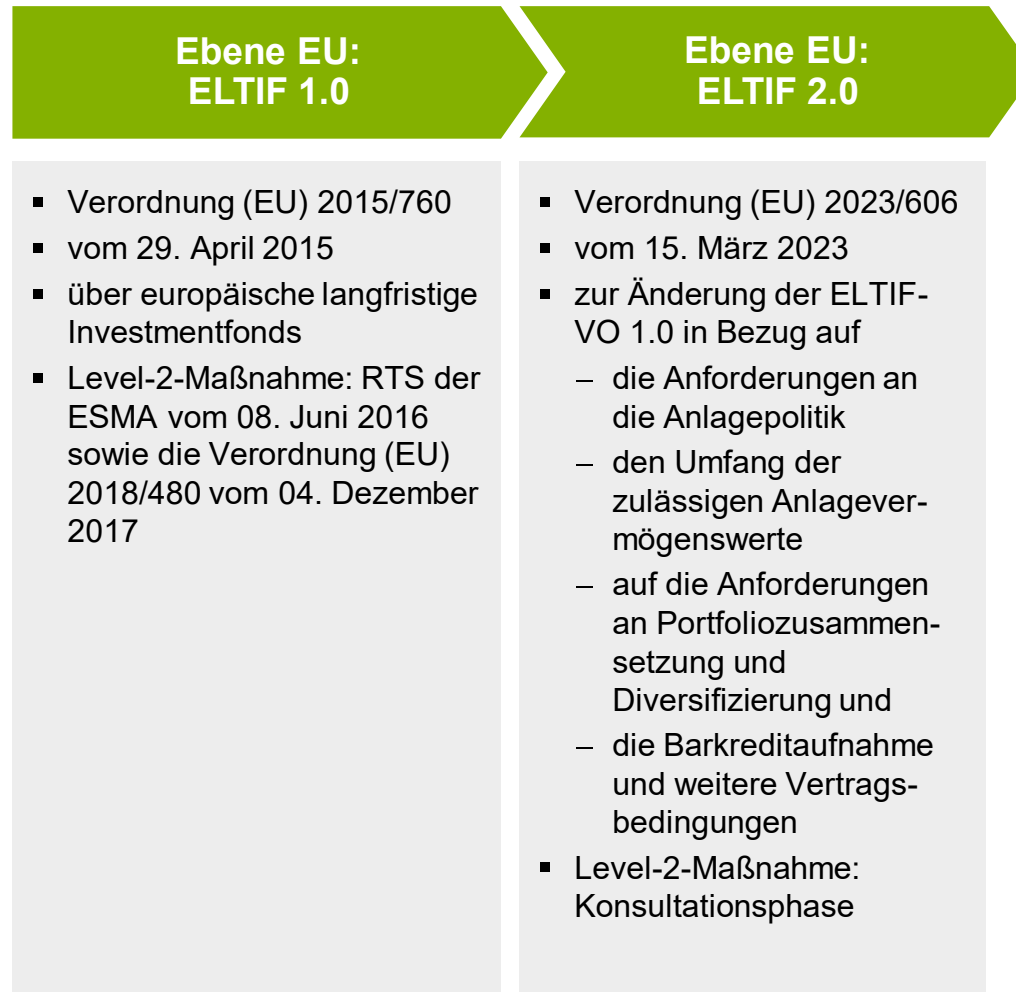 Ebene EU:
ELTIF 1.0
▪ Verordnung (EU) 2015/760
▪ vom 29. April 2015
▪ über europäische langfristige
Investmentfonds
▪ Level-2-Maßnahme: RTS der
ESMA vom 08. Juni 2016
sowie die Verordnung (EU)
2018/480 vom 04. Dezember
2017
Ebene EU:
ELTIF 2.0
▪ Verordnung (EU) 2023/606
▪ vom 15. März 2023
▪ zur Änderung der ELTIF-
VO 1.0 in Bezug auf
– die Anforderungen an
die Anlagepolitik
– den Umfang der
zulässigen Anlagever-
mögenswerte
– auf die Anforderungen
an Portfoliozusammen-
setzung und
Diversifizierung und
– die Barkreditaufnahme
und weitere Vertrags-
bedingungen
▪ Level-2-Maßnahme:
Konsultationsphase